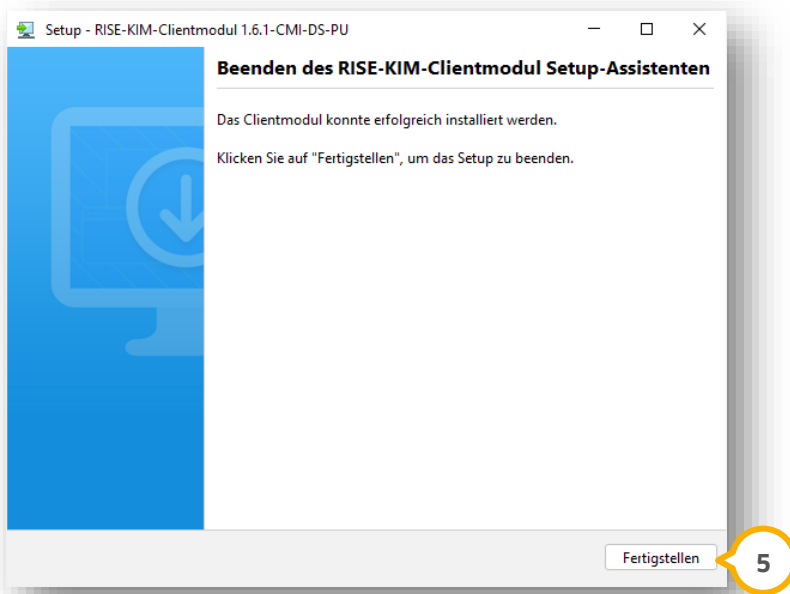 Setup - RISE-KIM-Clientmodul 1.6.1-CMI-DS-PU
Beenden des RISE-KIM-Clientmodul Setup-Assistenten
Das Clientmodul konnte erfolgreich installiert werden.
Klicken Sie auf "Fertigstellen", um das Setup zu beenden.
Fertigstellen
5